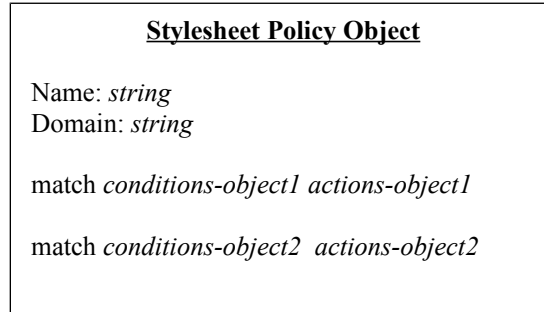 Stylesheet Policy Object
Name: string
Domain: string
match conditions-object1 actions-object1
match conditions-object2 actions-object2